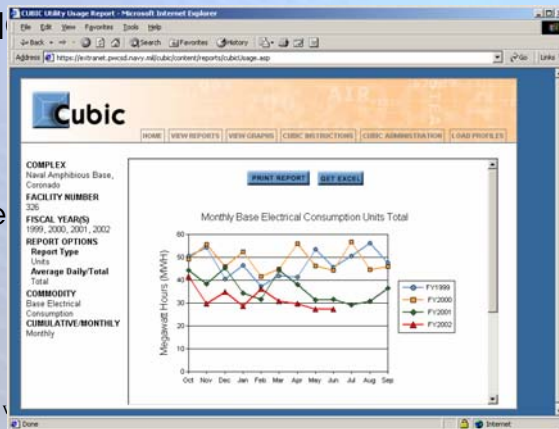 CUBIC Utility Usage Report - Microsoft Internet Explorer
File Edit View Favorites Tools Help
Back Search Favorites History
Address https://extranet.pwcsd.navy.mil/cubic/content/reports/cubicUsage.asp Go Links
Cubic
HOME VIEW REPORTS VIEW GRAPHS CUBIC INSTRUCTIONS CUBIC ADMINISTRATION LOAD PROFILES
COMPLEX
Naval Amphibious Base,
Coronado
FACILITY NUMBER
326
FISCAL YEAR(S)
1999, 2000, 2001, 2002
REPORT OPTIONS
Report Type
Units
Average Daily/Total
Total
COMMODITY
Base Electrical
Consumption
CUMULATIVE/MONTHLY
Monthly
PRINT REPORT GET EXCEL
Monthly Base Electrical Consumption Units Total
Megawatt Hours (MWH)
60
50
40
30
20
10
0
Oct Nov Dec Jan Feb Mar Apr May Jun Jul Aug Sep
FY1999
FY2000
FY2001
FY2002
Done Internet